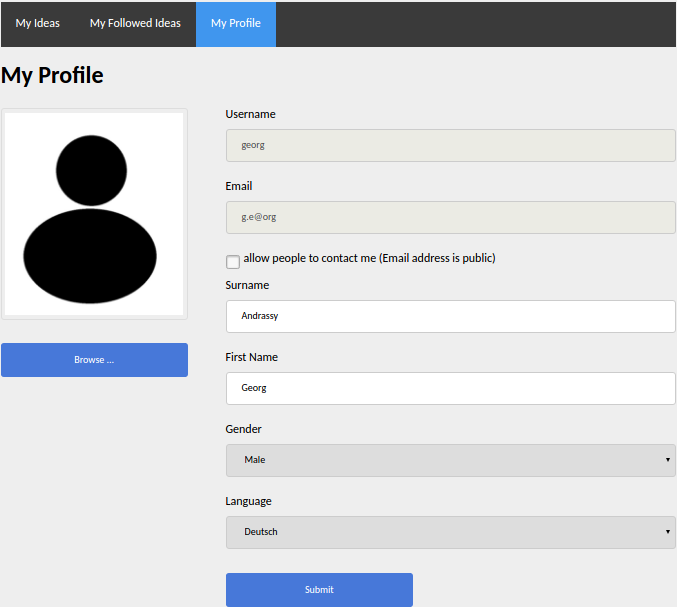 My Ideas My Followed Ideas My Profile
My Profile
Username
georg
Email
g.e@org
allow people to contact me (Email address is public)
Surname
Andrassy
Browse ...
First Name
Georg
Gender
Male
Language
Deutsch
Submit